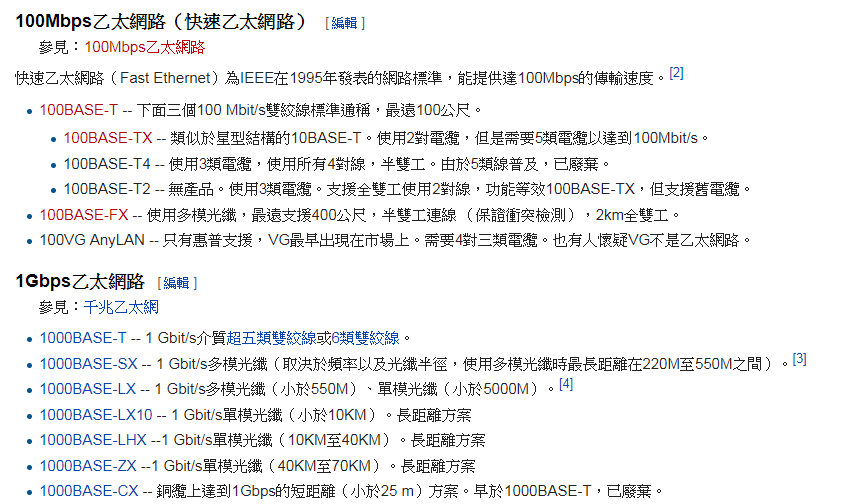 100Mbps乙太網路（快速乙太網路） [編輯]
參見：100Mbps乙太網路
快速乙太網路（Fast Ethernet）為IEEE在1995年發表的網路標準，能提供達100Mbps的傳輸速度。[2]
• 100BASE-T -- 下面三個100 Mbit/s雙絞線標準通稱，最遠100公尺。
• 100BASE-TX -- 類似於星型結構的10BASE-T。使用2對電纜，但是需要5類電纜以達到100Mbit/s。
• 100BASE-T4 -- 使用3類電纜，使用所有4對線，半雙工。由於5類線普及，已廢棄。
• 100BASE-T2 -- 無產品。使用3類電纜。支援全雙工使用2對線，功能等效100BASE-TX，但支援舊電纜。
• 100BASE-FX -- 使用多模光纖，最遠支援400公尺，半雙工連線 （保證衝突檢測），2km全雙工。
• 100VG AnyLAN -- 只有惠普支援，VG最早出現在市場上。需要4對三類電纜。也有人懷疑VG不是乙太網路。
1Gbps乙太網路 [編輯]
參見：千兆乙太網
• 1000BASE-T -- 1 Gbit/s介質超五類雙絞線或6類雙絞線。
• 1000BASE-SX -- 1 Gbit/s多模光纖（取決於頻率以及光纖半徑，使用多模光纖時最長距離在220M至550M之間）。[3]
• 1000BASE-LX -- 1 Gbit/s多模光纖（小於550M）、單模光纖（小於5000M）。[4]
• 1000BASE-LX10 -- 1 Gbit/s單模光纖（小於10KM）。長距離方案
• 1000BASE-LHX --1 Gbit/s單模光纖（10KM至40KM）。長距離方案
• 1000BASE-ZX --1 Gbit/s單模光纖（40KM至70KM）。長距離方案
• 1000BASE-CX -- 銅纜上達到1Gbps的短距離（小於25 m）方案。早於1000BASE-T，已廢棄。